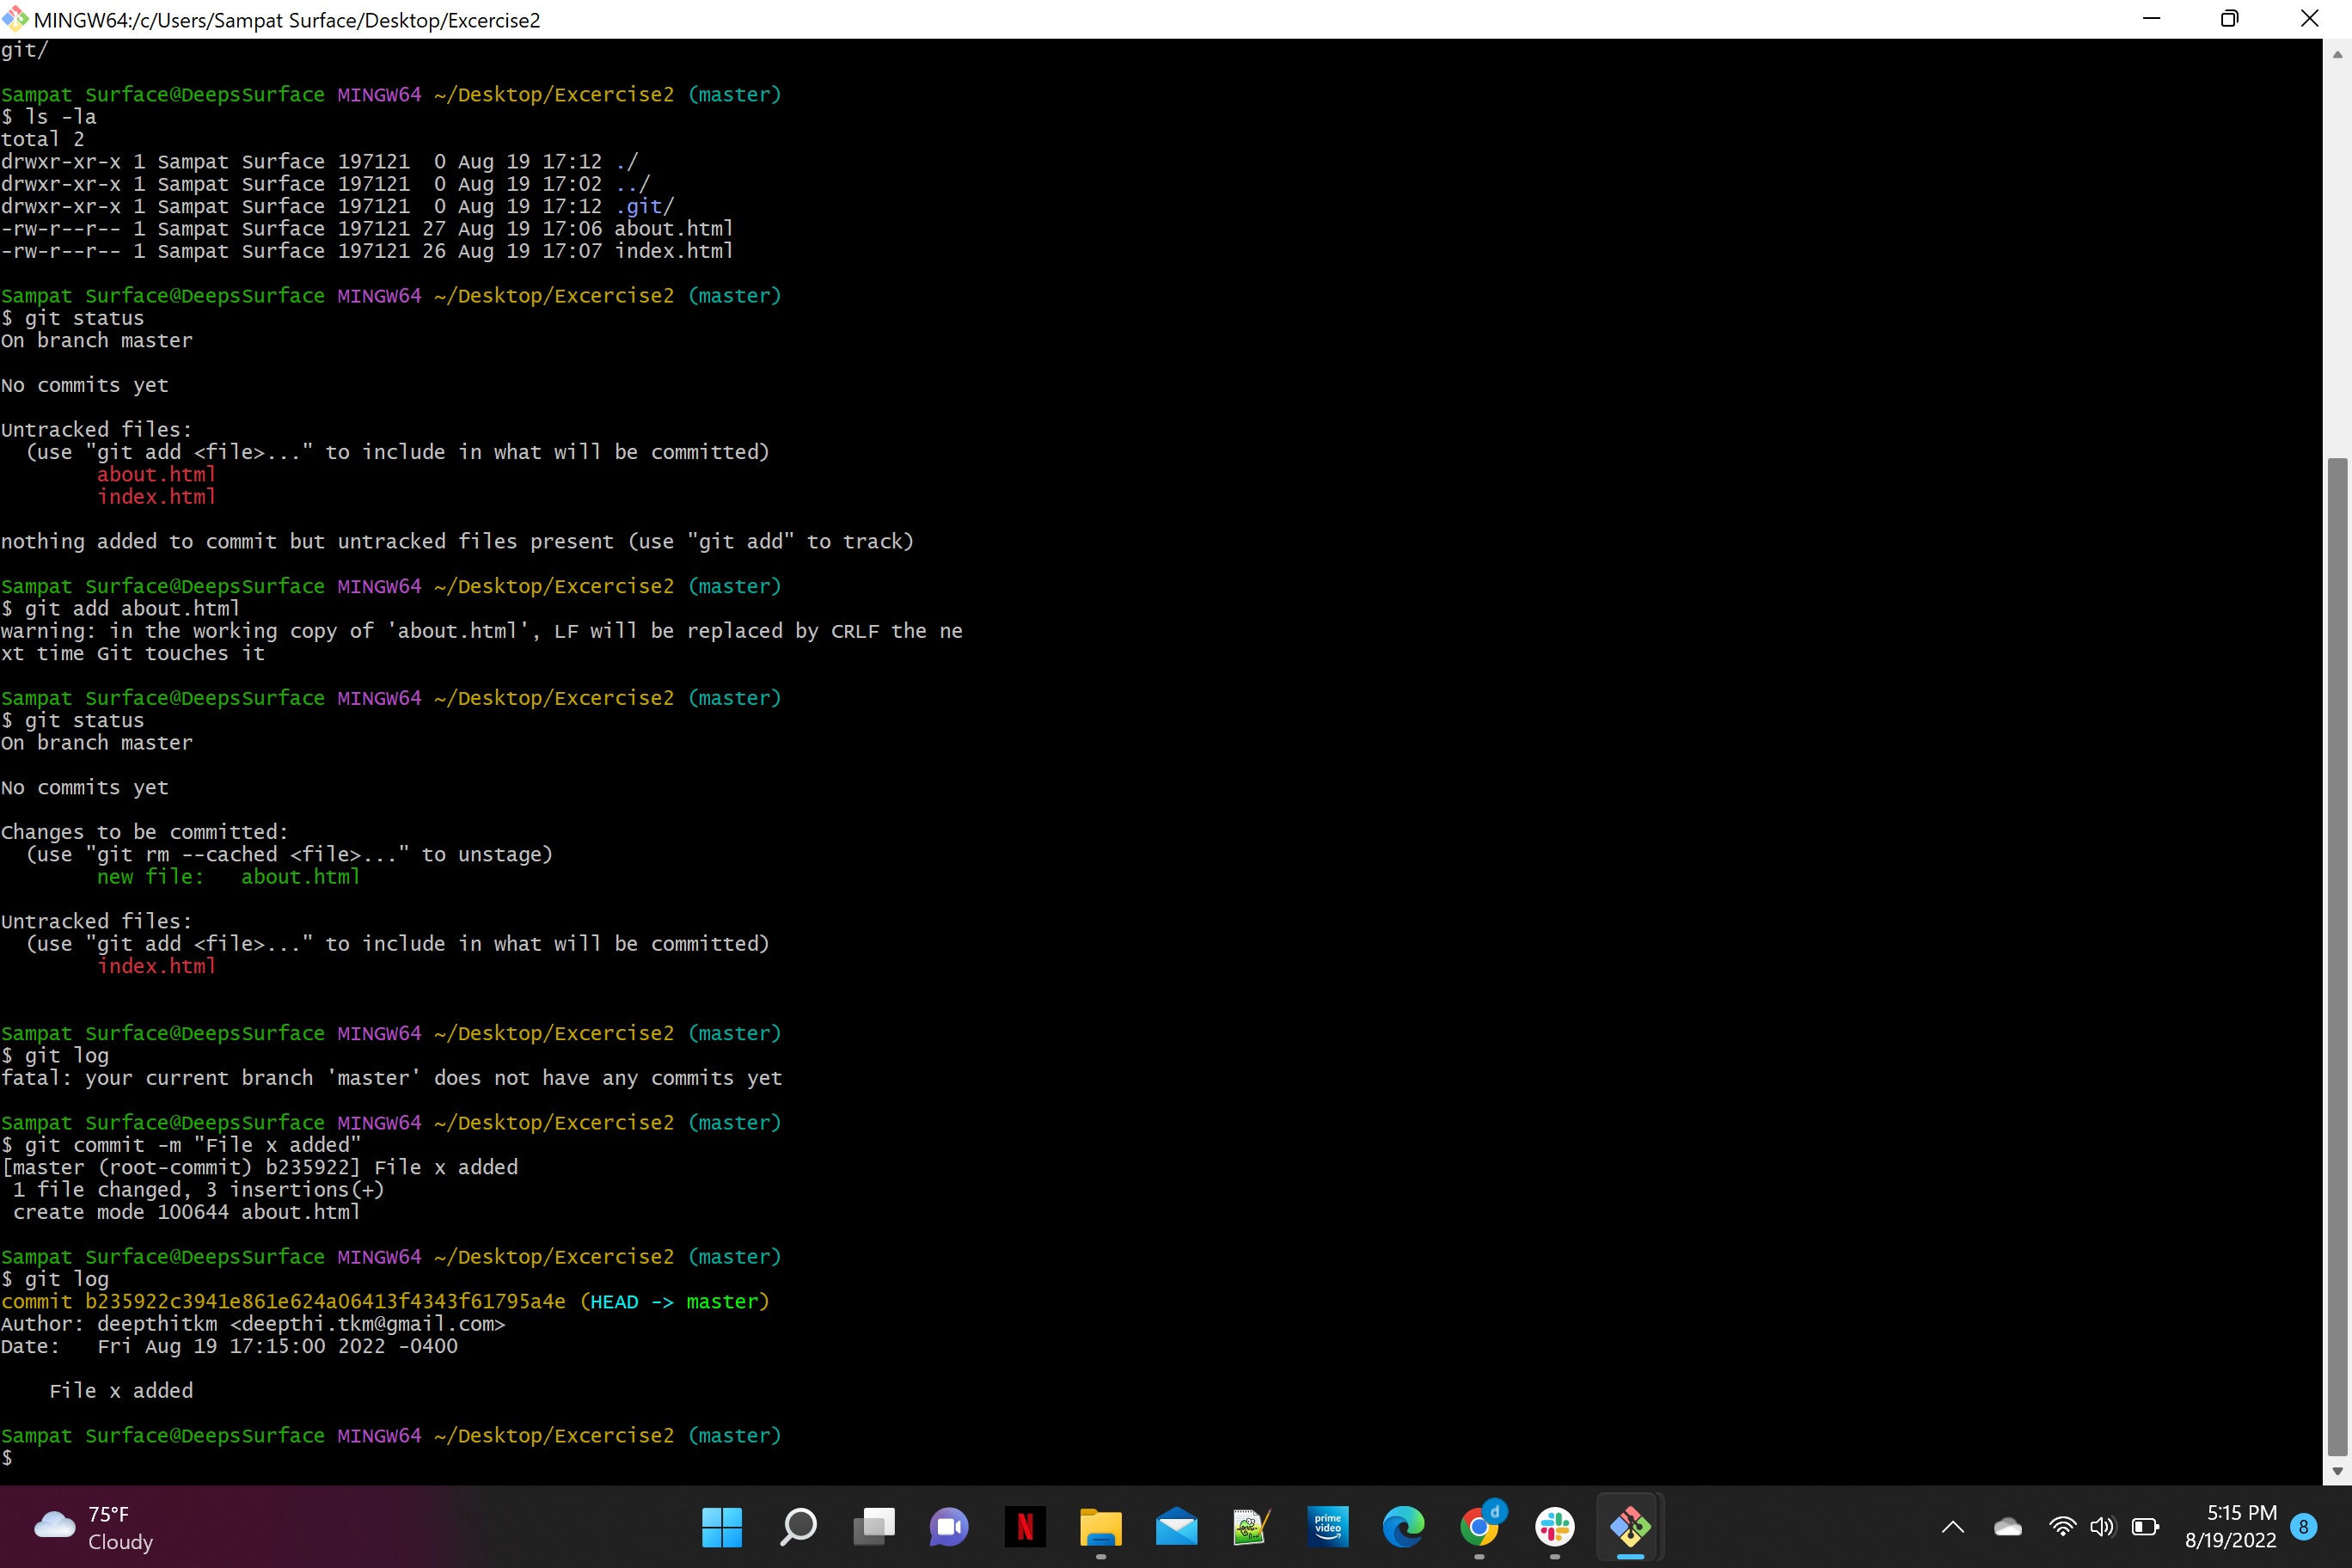 MINGW64:/c/Users/Sampat Surface/Desktop/Excercise2
git/
Sampat Surface@DeepsSurface MINGW64 ~/Desktop/Excercise2 (master)
$ ls -la
total 2
drwxr-xr-x 1 Sampat Surface 197121  0 Aug 19 17:12 ./
drwxr-xr-x 1 Sampat Surface 197121  0 Aug 19 17:02 ../
drwxr-xr-x 1 Sampat Surface 197121  0 Aug 19 17:12 .git/
-rw-r--r-- 1 Sampat Surface 197121 27 Aug 19 17:06 about.html
-rw-r--r-- 1 Sampat Surface 197121 26 Aug 19 17:07 index.html
Sampat Surface@DeepsSurface MINGW64 ~/Desktop/Excercise2 (master)
$ git status
On branch master
No commits yet
Untracked files:
  (use "git add <file>..." to include in what will be committed)
        about.html
        index.html
nothing added to commit but untracked files present (use "git add" to track)
Sampat Surface@DeepsSurface MINGW64 ~/Desktop/Excercise2 (master)
$ git add about.html
warning: in the working copy of 'about.html', LF will be replaced by CRLF the ne
xt time Git touches it
Sampat Surface@DeepsSurface MINGW64 ~/Desktop/Excercise2 (master)
$ git status
On branch master
No commits yet
Changes to be committed:
  (use "git rm --cached <file>..." to unstage)
        new file:   about.html
Untracked files:
  (use "git add <file>..." to include in what will be committed)
        index.html
Sampat Surface@DeepsSurface MINGW64 ~/Desktop/Excercise2 (master)
$ git log
fatal: your current branch 'master' does not have any commits yet
Sampat Surface@DeepsSurface MINGW64 ~/Desktop/Excercise2 (master)
$ git commit -m "File x added"
[master (root-commit) b235922] File x added
 1 file changed, 3 insertions(+)
 create mode 100644 about.html
Sampat Surface@DeepsSurface MINGW64 ~/Desktop/Excercise2 (master)
$ git log
commit b235922c3941e861e624a06413f4343f61795a4e (HEAD -> master)
Author: deepthitkm <deepthi.tkm@gmail.com>
Date:   Fri Aug 19 17:15:00 2022 -0400
    File x added
Sampat Surface@DeepsSurface MINGW64 ~/Desktop/Excercise2 (master)
$
75°F
Cloudy
N
prime video
d
5:15 PM
8/19/2022
8